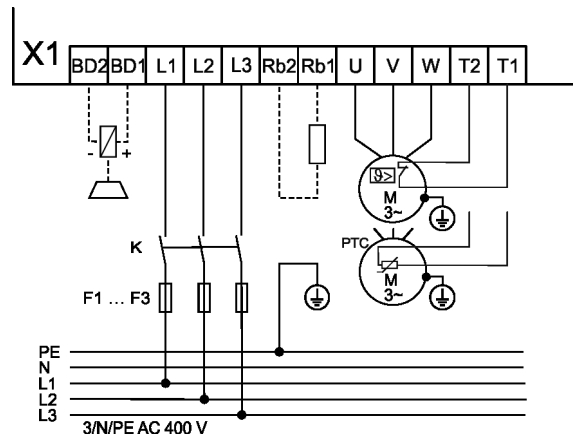 X1 BD2 BD1 L1 L2 L3 Rb2 Rb1 U V W T2 T1
- +
ϑ>
M
3~
K
PTC
M
3~
F1 ... F3
PE
N
L1
L2
L3
3/N/PE AC 400 V